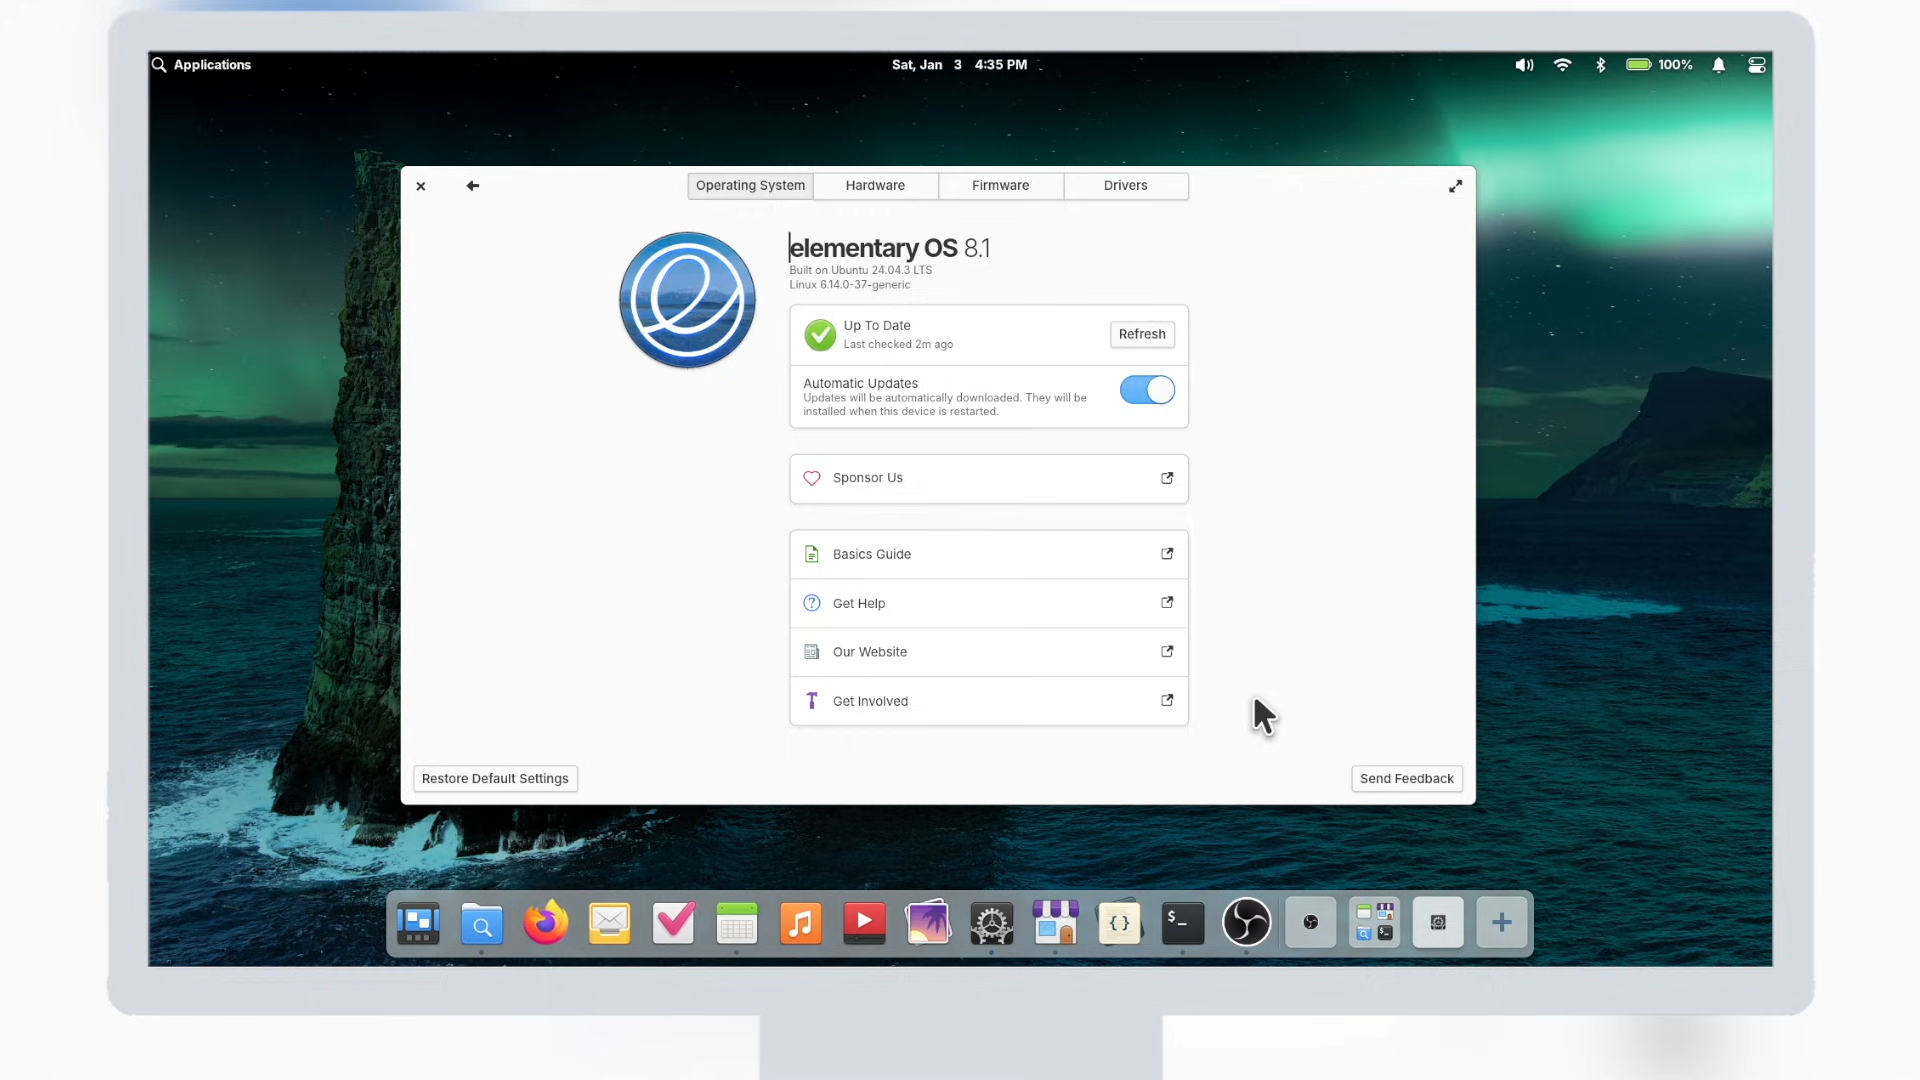 Applications
Sat, Jan 3 4:35 PM
100%
Operating System
Hardware
Firmware
Drivers
elementary OS 8.1
Built on Ubuntu 24.04.3 LTS
Linux 6.14.0-37-generic
Up To Date
Last checked 2m ago
Refresh
Automatic Updates
Updates will be automatically downloaded. They will be
installed when this device is restarted.
Sponsor Us
Basics Guide
Get Help
Our Website
Get Involved
Restore Default Settings
Send Feedback